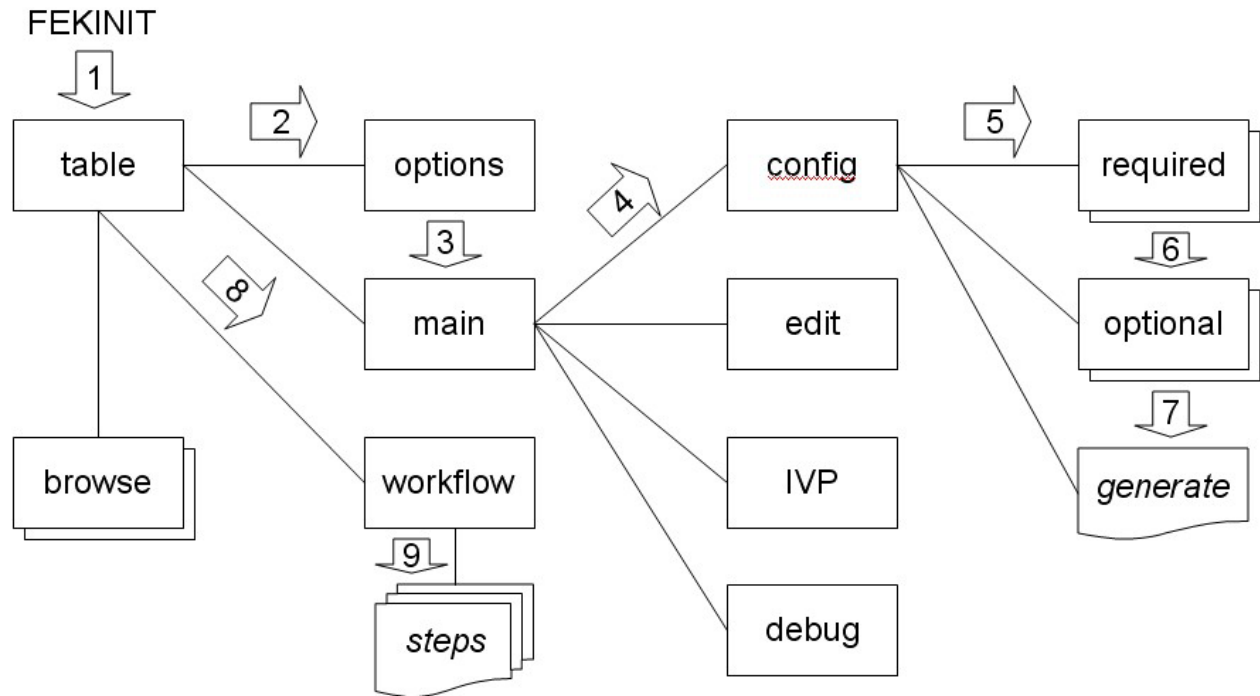 FEKINIT
1
2
5
table
options
config
required
4
3
6
8
main
edit
optional
7
browse
workflow
IVP
generate
9
steps
debug